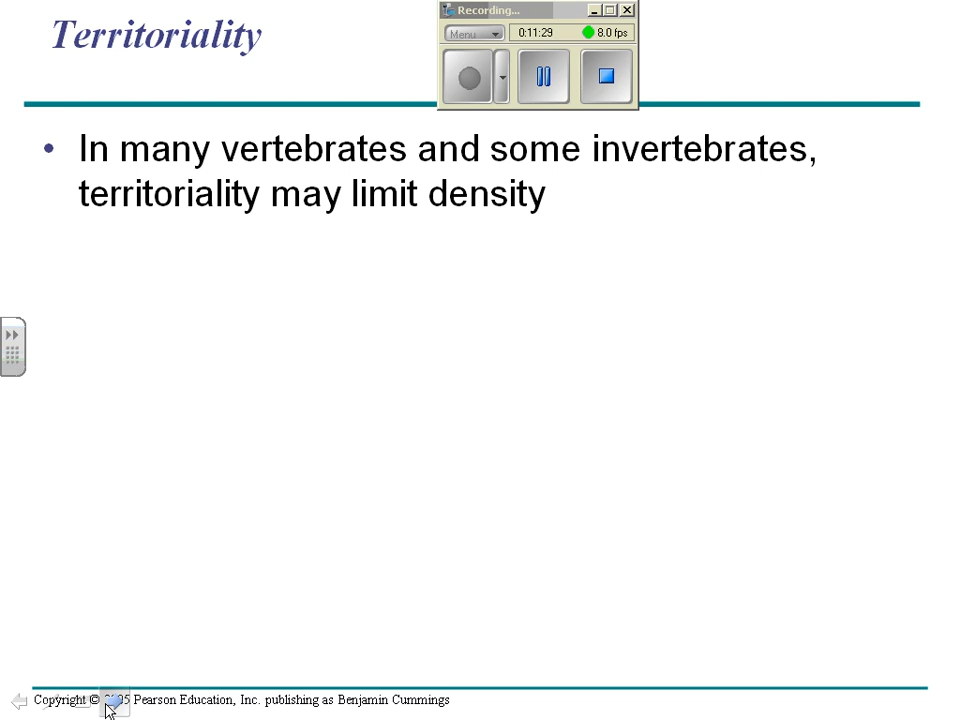 Territoriality
Recording...
Menu
0:11:29
8.0 fps
• In many vertebrates and some invertebrates,
territoriality may limit density
Copyright © 2005 Pearson Education, Inc. publishing as Benjamin Cummings